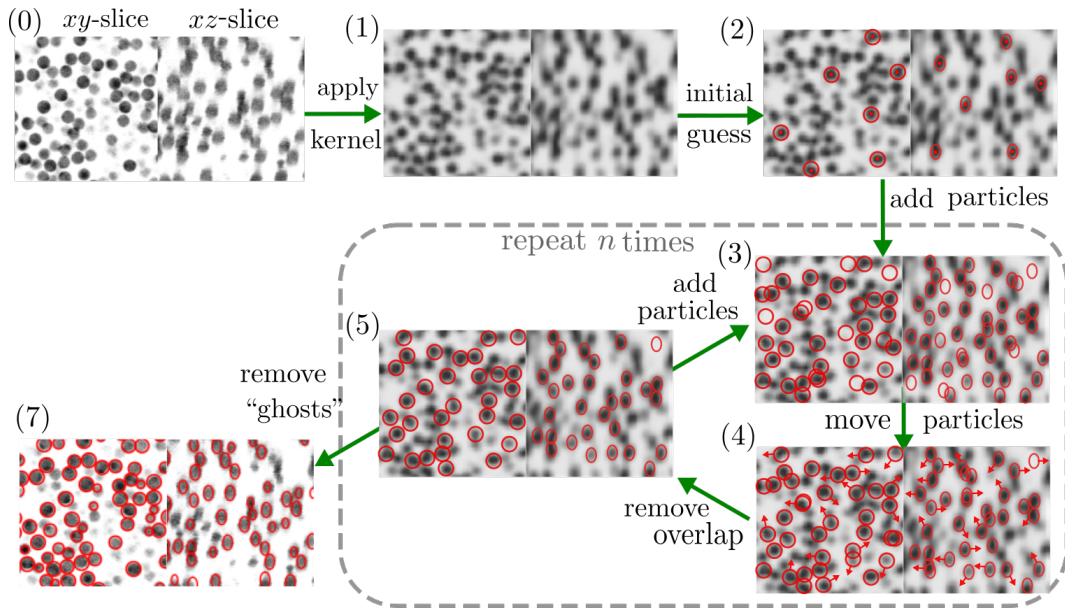 (0)
xy-slice
xz-slice
(1)
(2)
apply
kernel
initial
guess
add particles
repeat n times
(3)
add
particles
(5)
remove
“ghosts”
(7)
move particles
(4)
remove
overlap